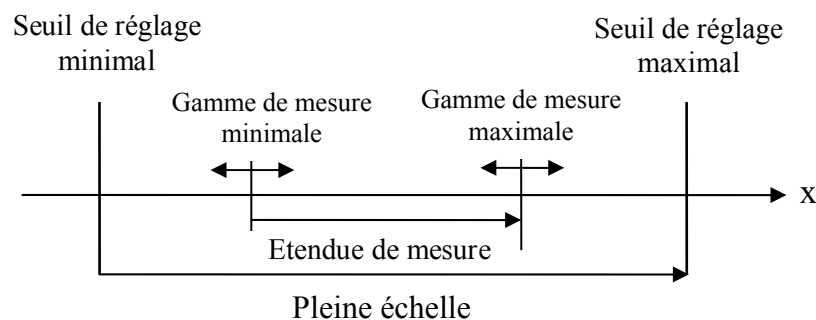 Seuil de réglage
minimal
Seuil de réglage
maximal
Gamme de mesure
minimale
Gamme de mesure
maximale
x
Etendue de mesure
Pleine échelle